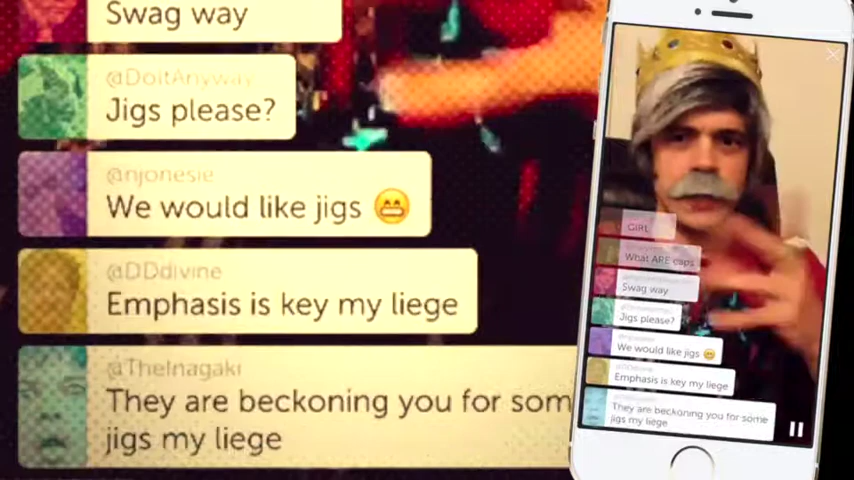 Swag way
@DoItAnyway
Jigs please?
@njonesie
We would like jigs 😁
@DDdivine
Emphasis is key my liege
@TheInagaki
They are beckoning you for som
jigs my liege
GIRL
What ARE caps
Swag way
Jigs please?
We would like jigs 😁
Emphasis is key my liege
They are beckoning you for some
jigs my liege